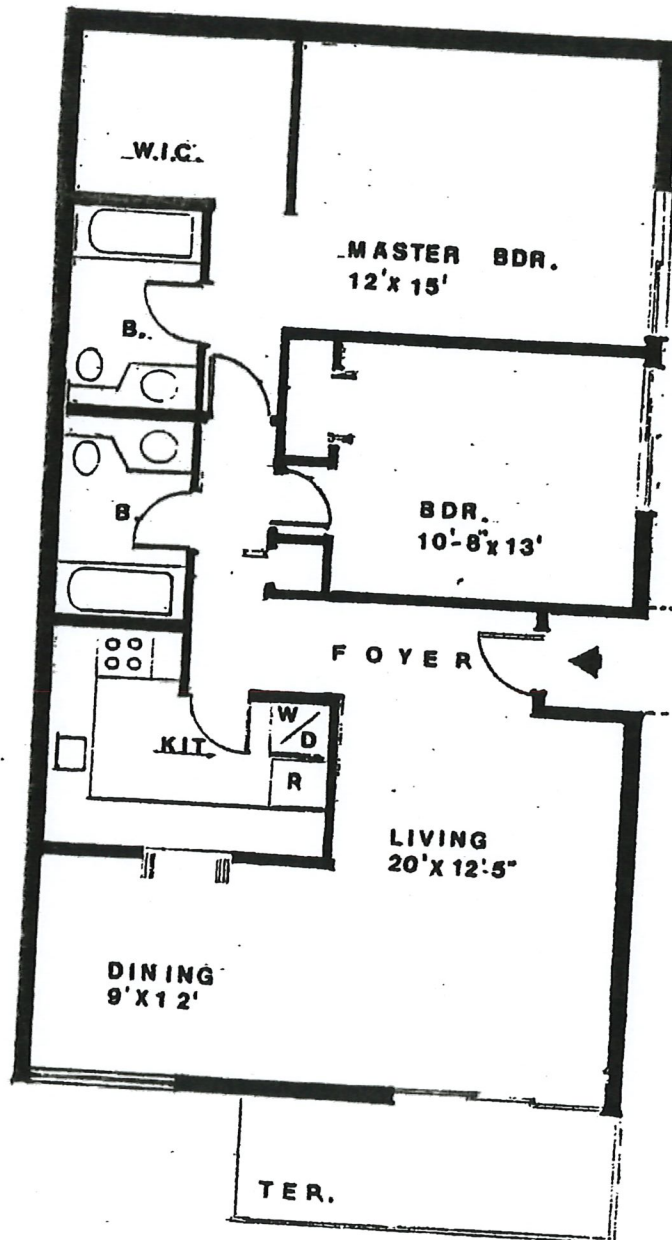 W.I.C.
MASTER BDR.
12'X 15'
B.
BDR.
10'-8"X 13'
B.
FOYER
W
D
KIT.
R
LIVING
20'X 12'-5"
DINING
9'X12'
TER.